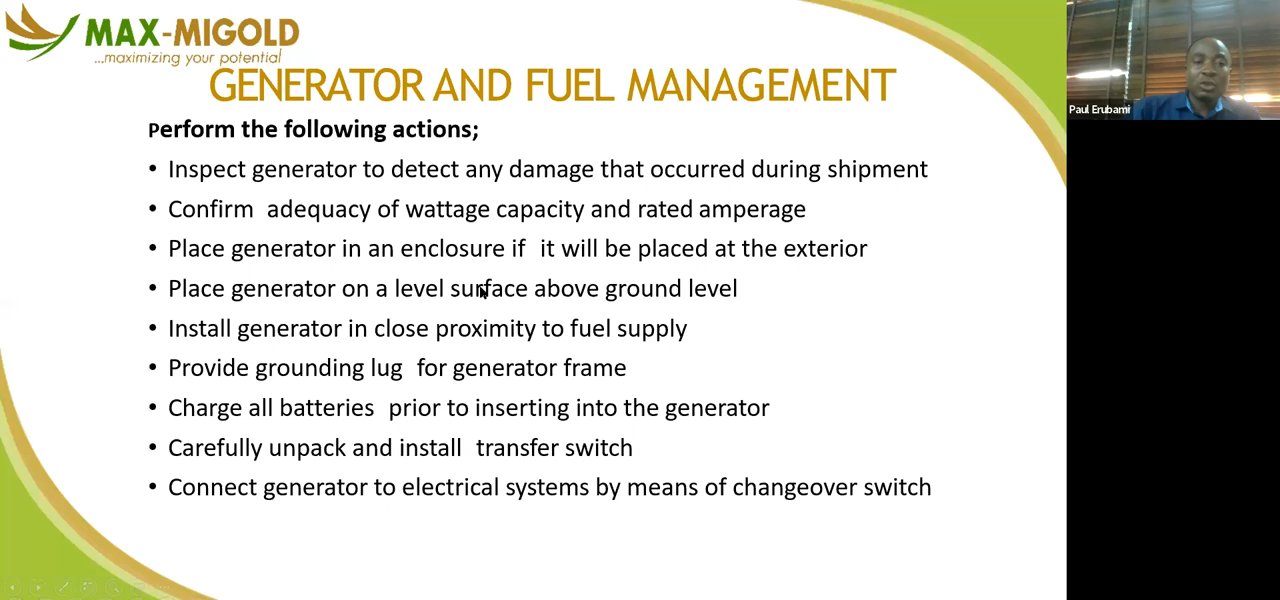 MAX-MIGOLD
...maximizing your potential
GENERATOR AND FUEL MANAGEMENT
Perform the following actions;
• Inspect generator to detect any damage that occurred during shipment
• Confirm adequacy of wattage capacity and rated amperage
• Place generator in an enclosure if it will be placed at the exterior
• Place generator on a level surface above ground level
• Install generator in close proximity to fuel supply
• Provide grounding lug for generator frame
• Charge all batteries prior to inserting into the generator
• Carefully unpack and install transfer switch
• Connect generator to electrical systems by means of changeover switch
Paul Erubami